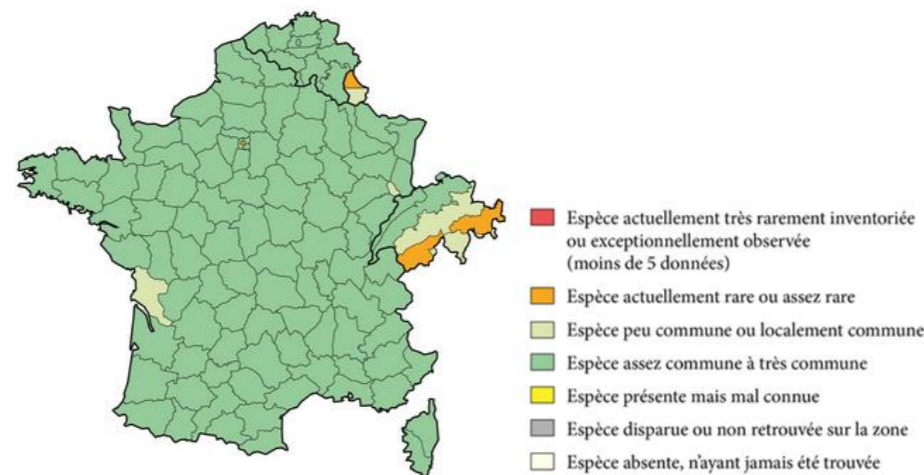 Espèce actuellement très rarement inventoriée
ou exceptionnellement observée
(moins de 5 données)
Espèce actuellement rare ou assez rare
Espèce peu commune ou localement commune
Espèce assez commune à très commune
Espèce présente mais mal connue
Espèce disparue ou non retrouvée sur la zone
Espèce absente, n'ayant jamais été trouvée